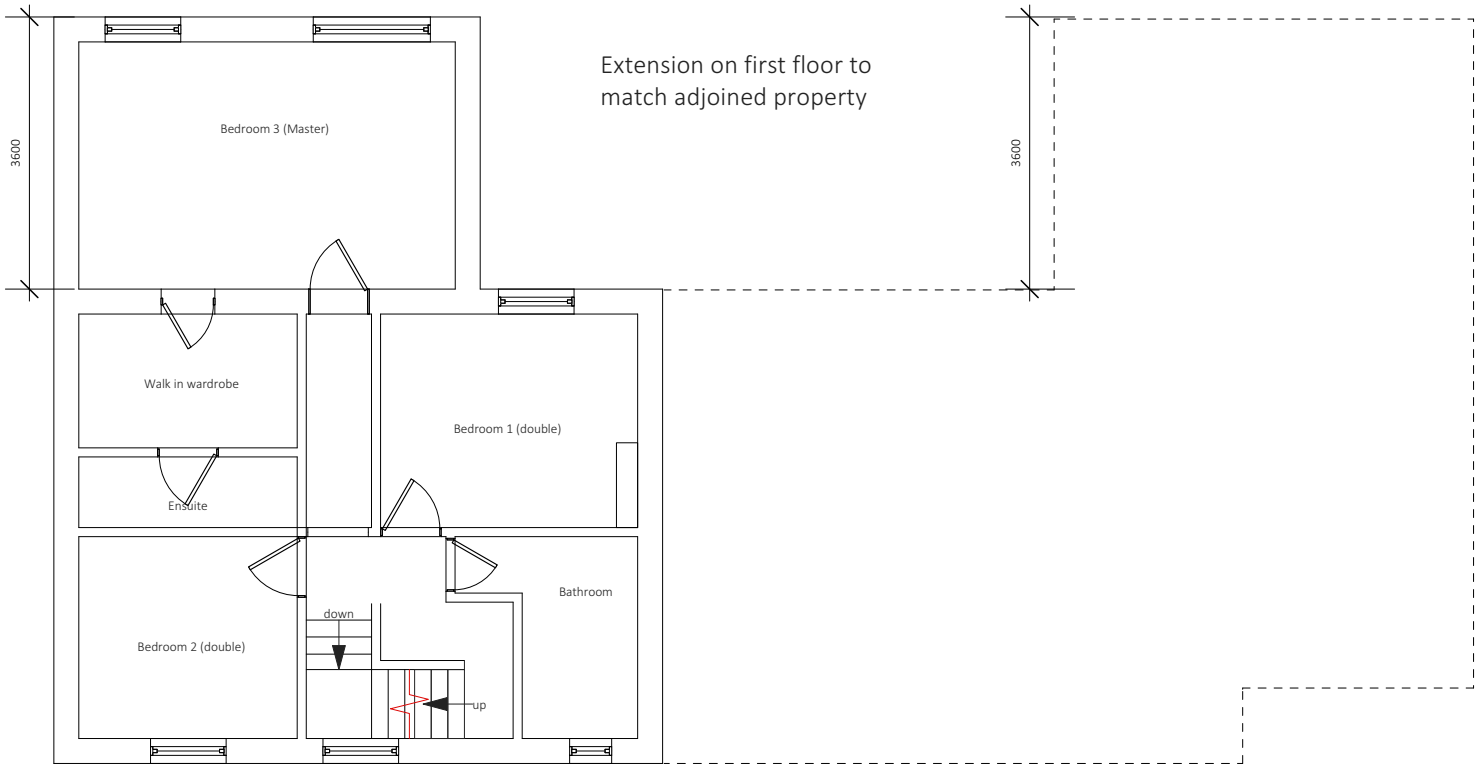 Extension on first floor to
match adjoined property
Bedroom 3 (Master)
3600
3600
Walk in wardrobe
Bedroom 1 (double)
Ensuite
Bathroom
down
Bedroom 2 (double)
up